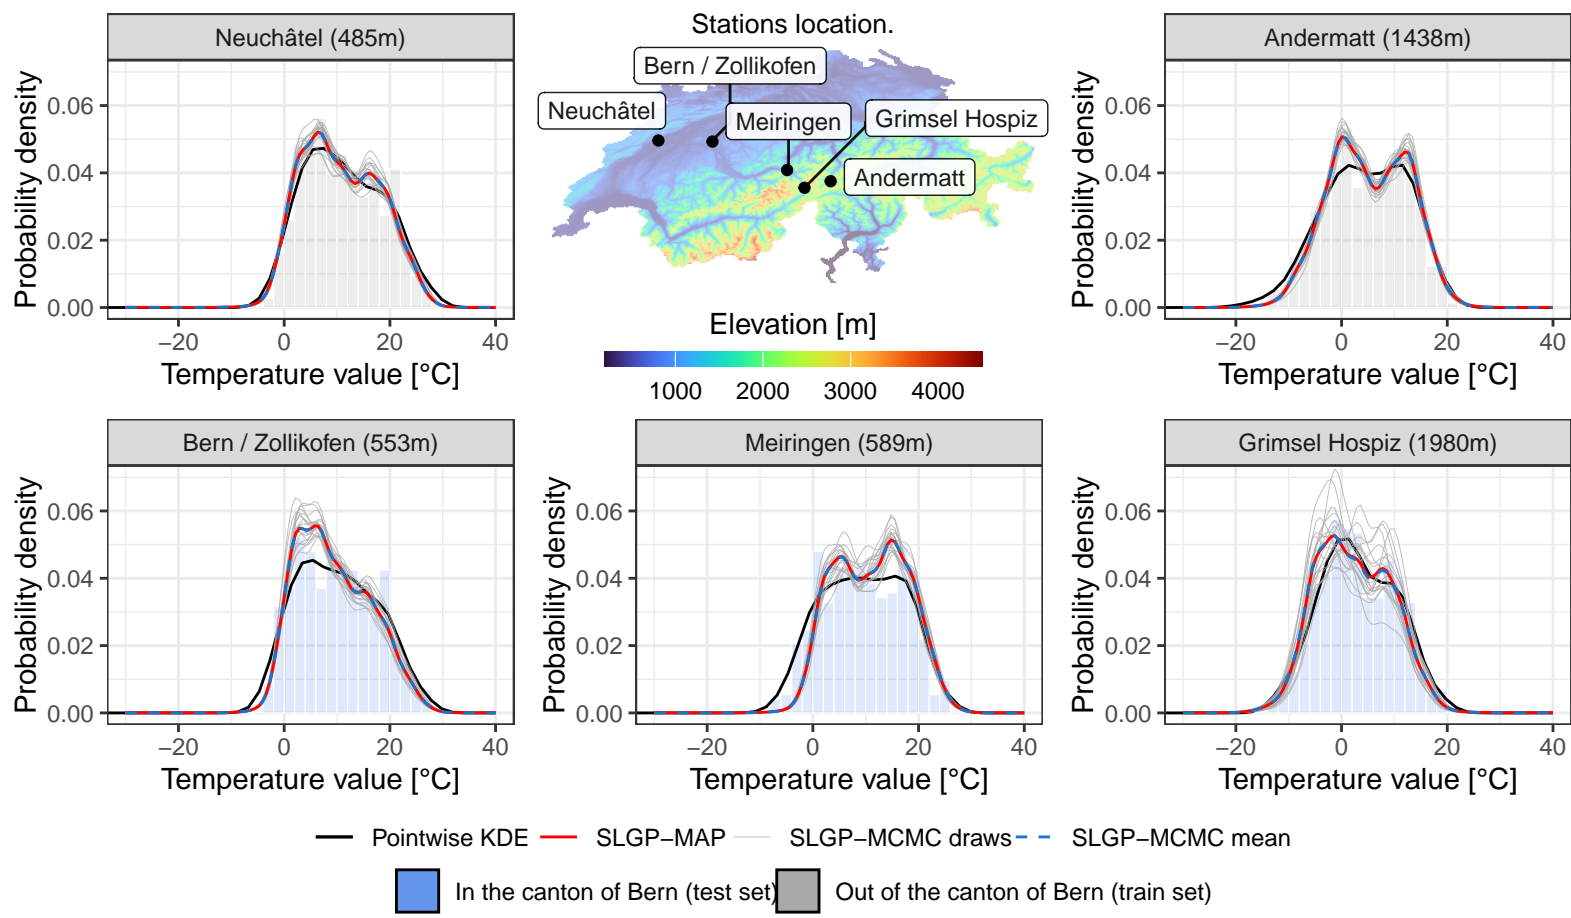 Neuchâtel (485m)
Probability density
0.06
0.04
0.02
0.00
−20
0
20
40
Temperature value [°C]
Stations location.
Bern / Zollikofen
Neuchâtel
Meiringen
Grimsel Hospiz
Andermatt
Elevation [m]
1000
2000
3000
4000
Andermatt (1438m)
Probability density
0.06
0.04
0.02
0.00
−20
0
20
40
Temperature value [°C]
Bern / Zollikofen (553m)
Probability density
0.06
0.04
0.02
0.00
−20
0
20
40
Temperature value [°C]
Meiringen (589m)
Probability density
0.06
0.04
0.02
0.00
−20
0
20
40
Temperature value [°C]
Grimsel Hospiz (1980m)
Probability density
0.06
0.04
0.02
0.00
−20
0
20
40
Temperature value [°C]
Pointwise KDE
SLGP−MAP
SLGP−MCMC draws
SLGP−MCMC mean
In the canton of Bern (test set)
Out of the canton of Bern (train set)